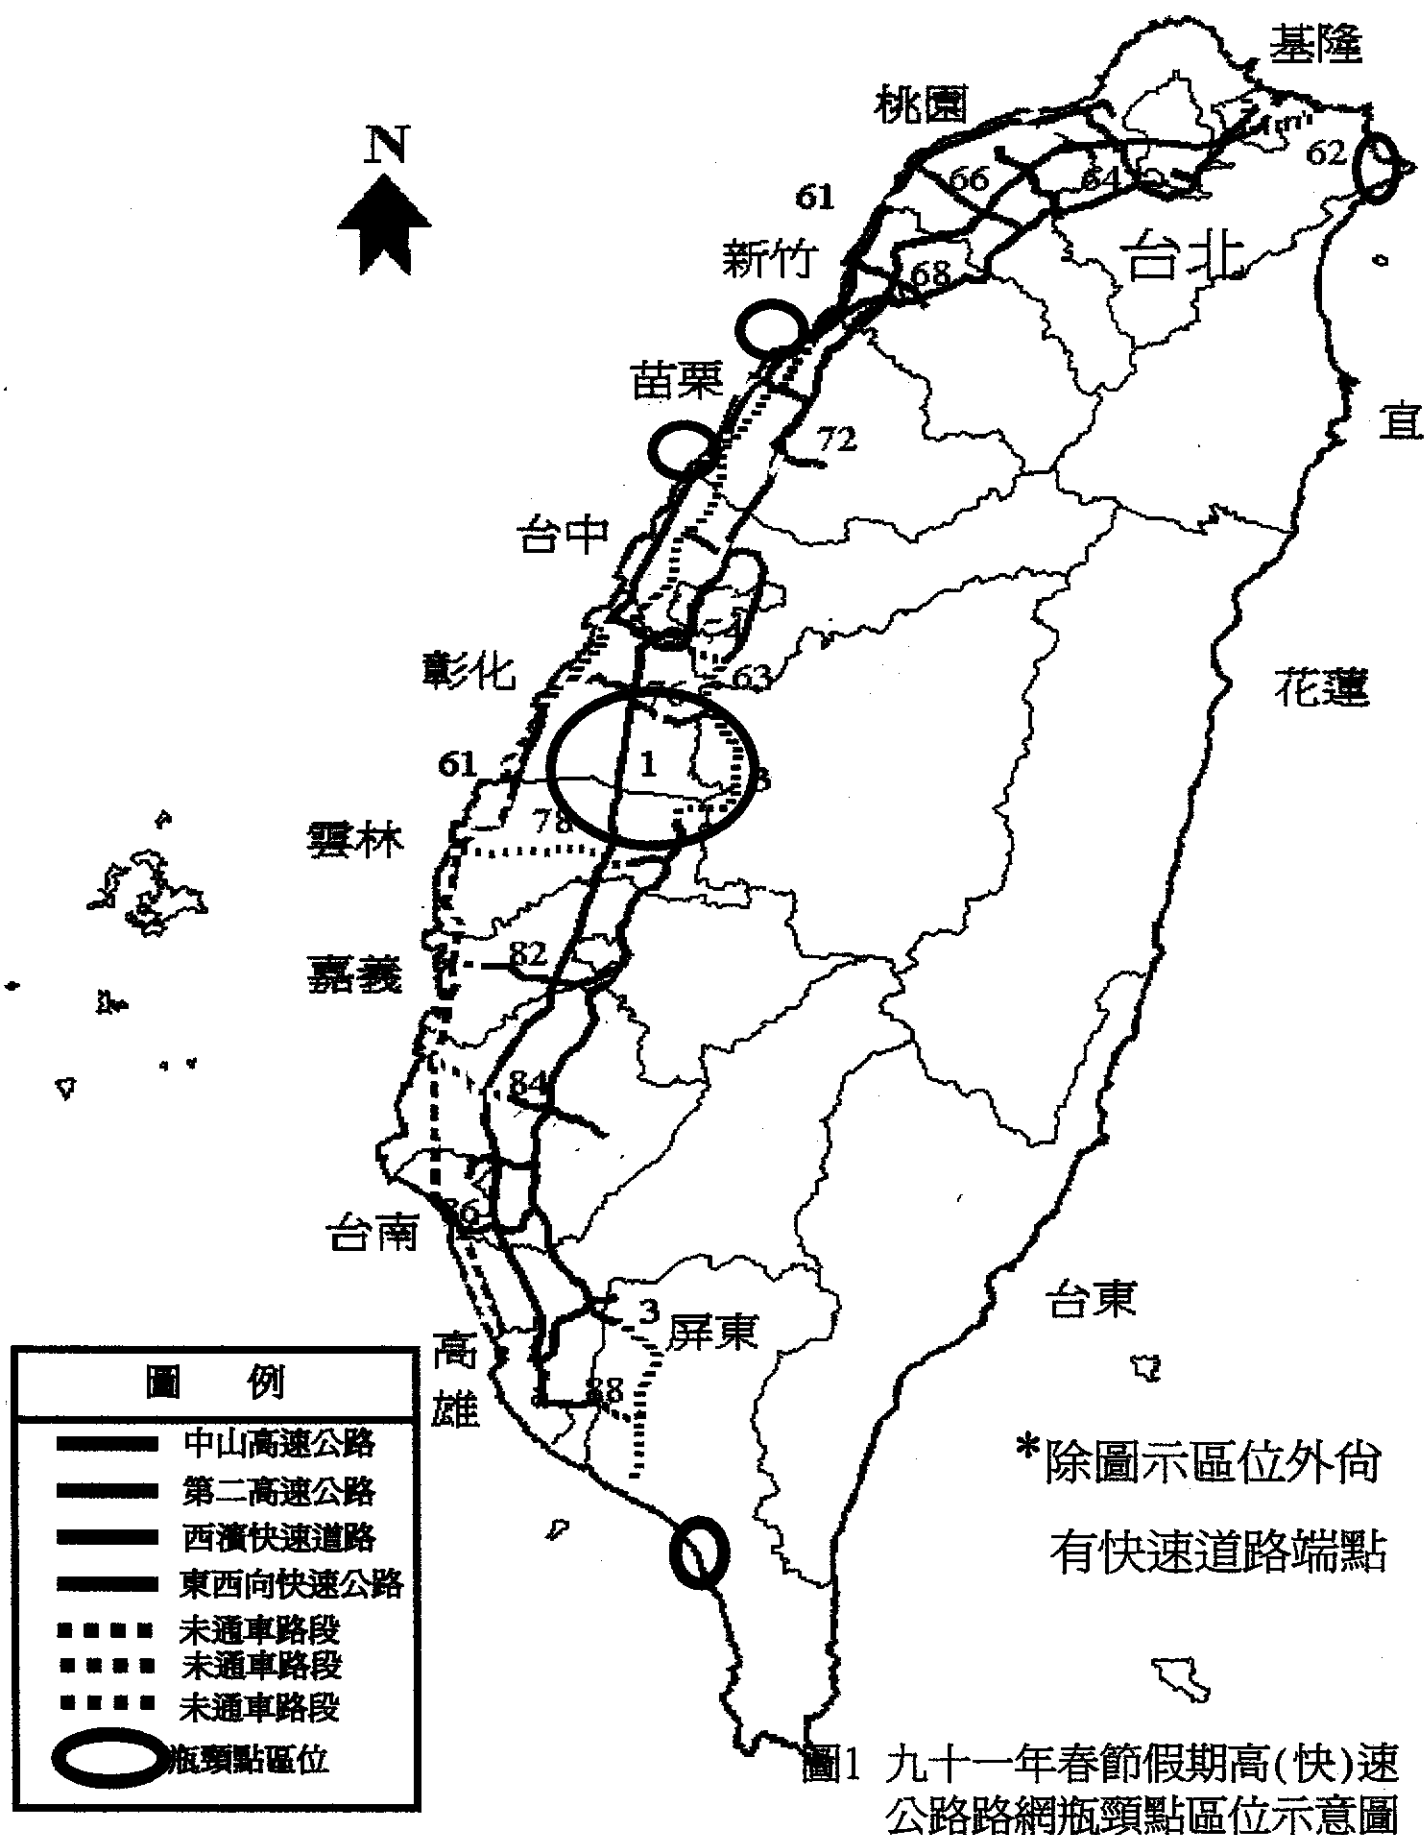 基隆
桃園
N
62
66
64
61
新竹
台北
68
苗栗
宜
72
台中
彰化
63
76
花蓮
61
1
3
78
雲林
82
嘉義
84
86
台南
台東
3
屏東
高
雄
88
圖 例
中山高速公路
第二高速公路
西濱快速道路
東西向快速公路
未通車路段
未通車路段
未通車路段
瓶頸點區位
*除圖示區位外尚
有快速道路端點
圖1 九十一年春節假期高(快)速
公路路網瓶頸點區位示意圖